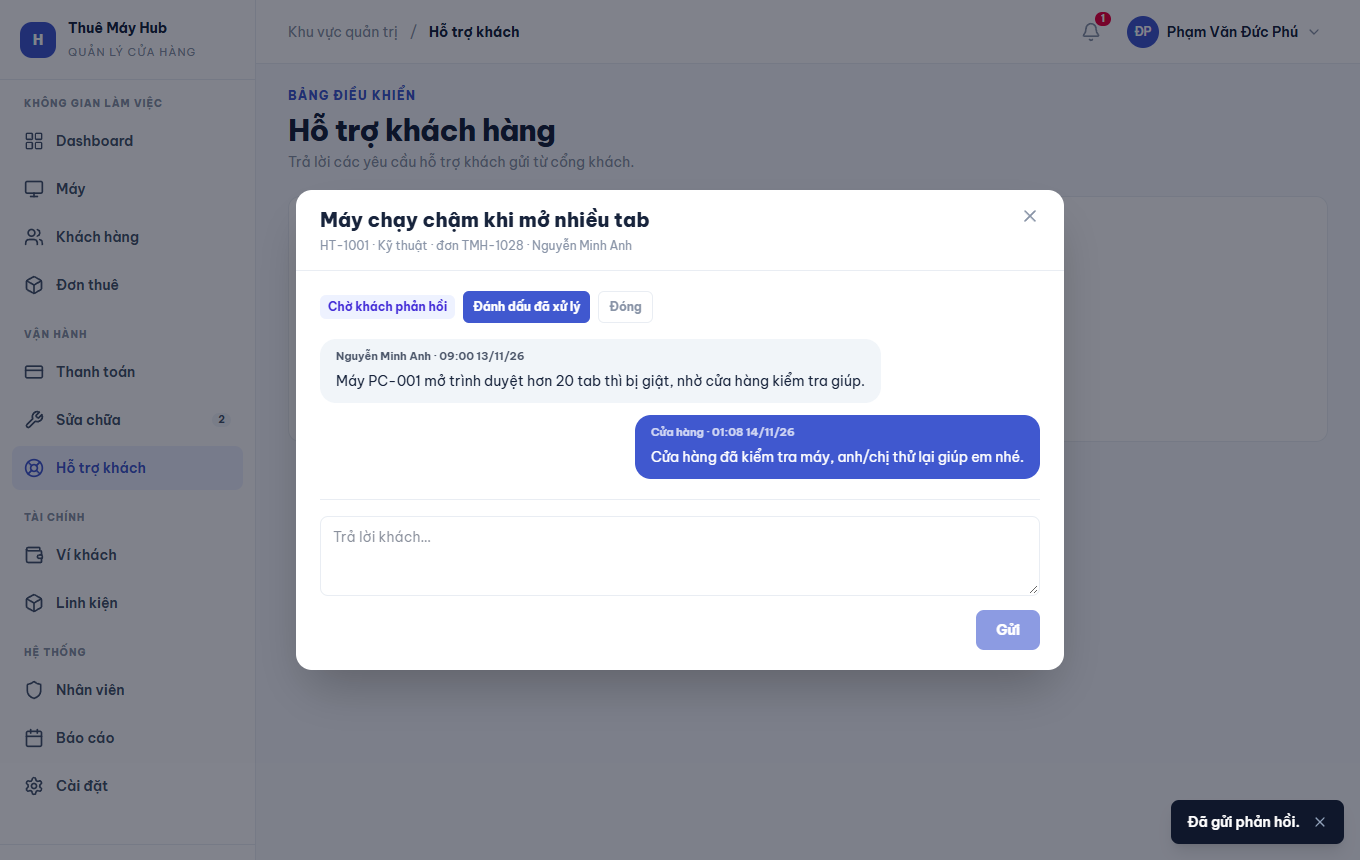 H
Thuê Máy Hub
QUẢN LÝ CỬA HÀNG
Khu vực quản trị / Hỗ trợ khách
1
ĐP
Phạm Văn Đức Phú
KHÔNG GIAN LÀM VIỆC
Dashboard
Máy
Khách hàng
Đơn thuê
VẬN HÀNH
Thanh toán
Sửa chữa
2
Hỗ trợ khách
TÀI CHÍNH
Ví khách
Linh kiện
HỆ THỐNG
Nhân viên
Báo cáo
Cài đặt
BẢNG ĐIỀU KHIỂN
Hỗ trợ khách hàng
Trả lời các yêu cầu hỗ trợ khách gửi từ cổng khách.
Máy chạy chậm khi mở nhiều tab
HT-1001 · Kỹ thuật · đơn TMH-1028 · Nguyễn Minh Anh
Chờ khách phản hồi
Đánh dấu đã xử lý
Đóng
Nguyễn Minh Anh · 09:00 13/11/26
Máy PC-001 mở trình duyệt hơn 20 tab thì bị giật, nhờ cửa hàng kiểm tra giúp.
Cửa hàng · 01:08 14/11/26
Cửa hàng đã kiểm tra máy, anh/chị thử lại giúp em nhé.
Trả lời khách...
Gửi
Đã gửi phản hồi.